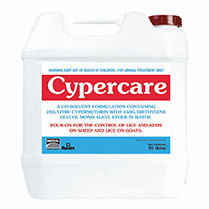 WARNING KEEP OUT OF REACH OF CHILDREN / FOR ANIMAL TREATMENT ONLY
Cypercare
A CO-SOLVENT FORMULATION CONTAINING
25G/LITRE CYPERMETHRIN WITH 450G DIETHYLENE
GLYCOL MONO ALKYL ETHER IN WATER.
POUR-ON FOR THE CONTROL OF LICE AND KEDS
ON SHEEP AND LICE ON GOATS.
20 litres